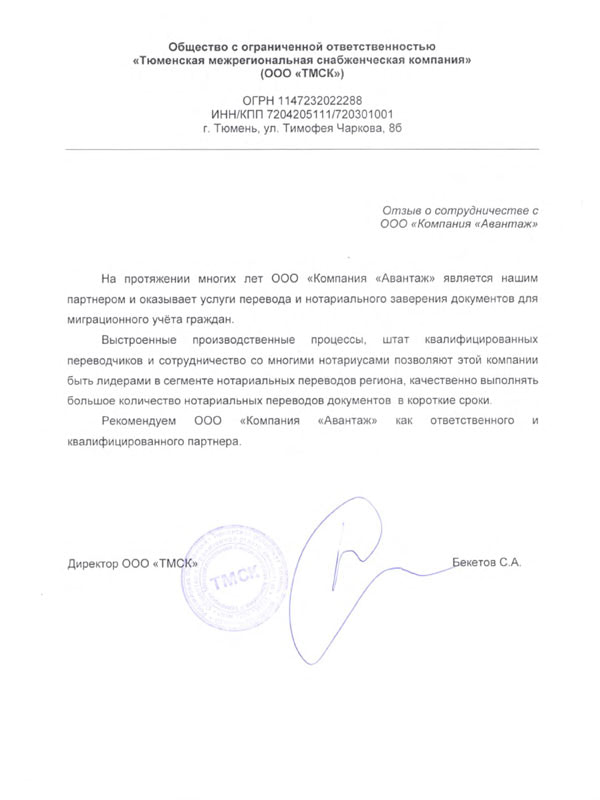 Общество с ограниченной ответственностью
«Тюменская межрегиональная снабженческая компания»
(ООО «ТМСК»)
ОГРН 1147232022288
ИНН/КПП 7204205111/720301001
г. Тюмень, ул. Тимофея Чаркова, 8б
Отзыв о сотрудничестве с
ООО «Компания «Авантаж»
На протяжении многих лет ООО «Компания «Авантаж» является нашим
партнером и оказывает услуги перевода и нотариального заверения документов для
миграционного учёта граждан.
Выстроенные производственные процессы, штат квалифицированных
переводчиков и сотрудничество со многими нотариусами позволяют этой компании
быть лидерами в сегменте нотариальных переводов региона, качественно выполнять
большое количество нотариальных переводов документов в короткие сроки.
Рекомендуем ООО «Компания «Авантаж» как ответственного и
квалифицированного партнера.
Директор ООО «ТМСК»
ТМСК
Бекетов С.А.